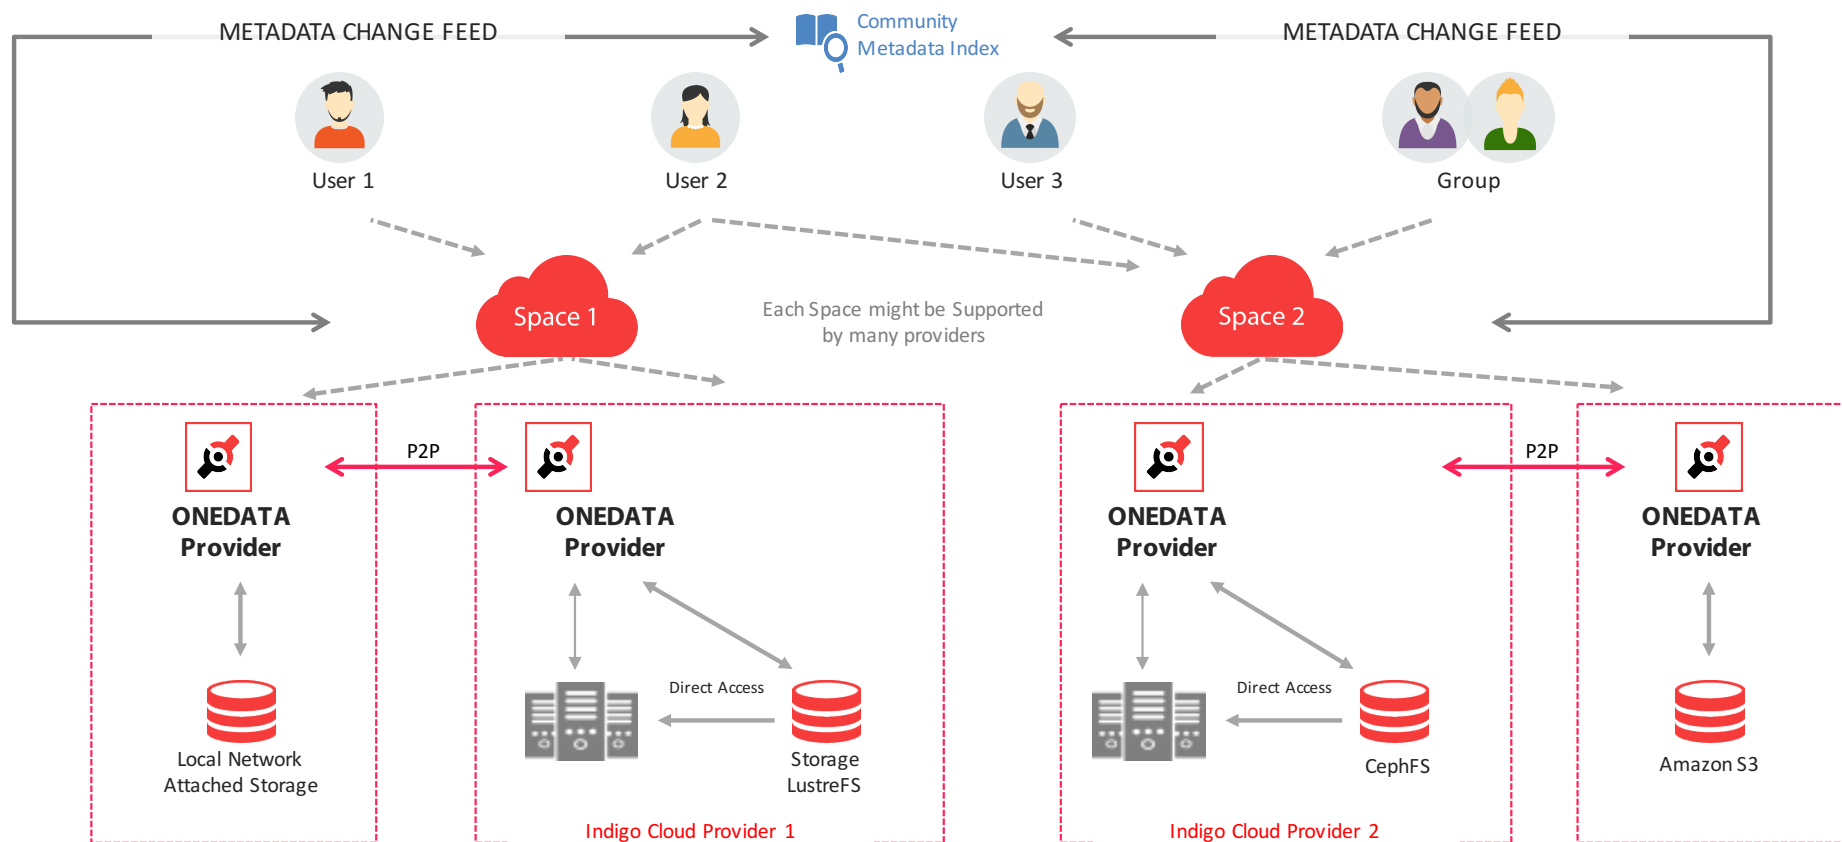 METADATA CHANGE FEED
Community
Metadata Index
METADATA CHANGE FEED
User 1
User 2
User 3
Group
Space 1
Each Space might be Supported
by many providers
Space 2
P2P
P2P
ONEDATA
Provider
ONEDATA
Provider
ONEDATA
Provider
ONEDATA
Provider
Direct Access
Direct Access
Local Network
Attached Storage
Storage
LustreFS
CephFS
Amazon S3
Indigo Cloud Provider 1
Indigo Cloud Provider 2